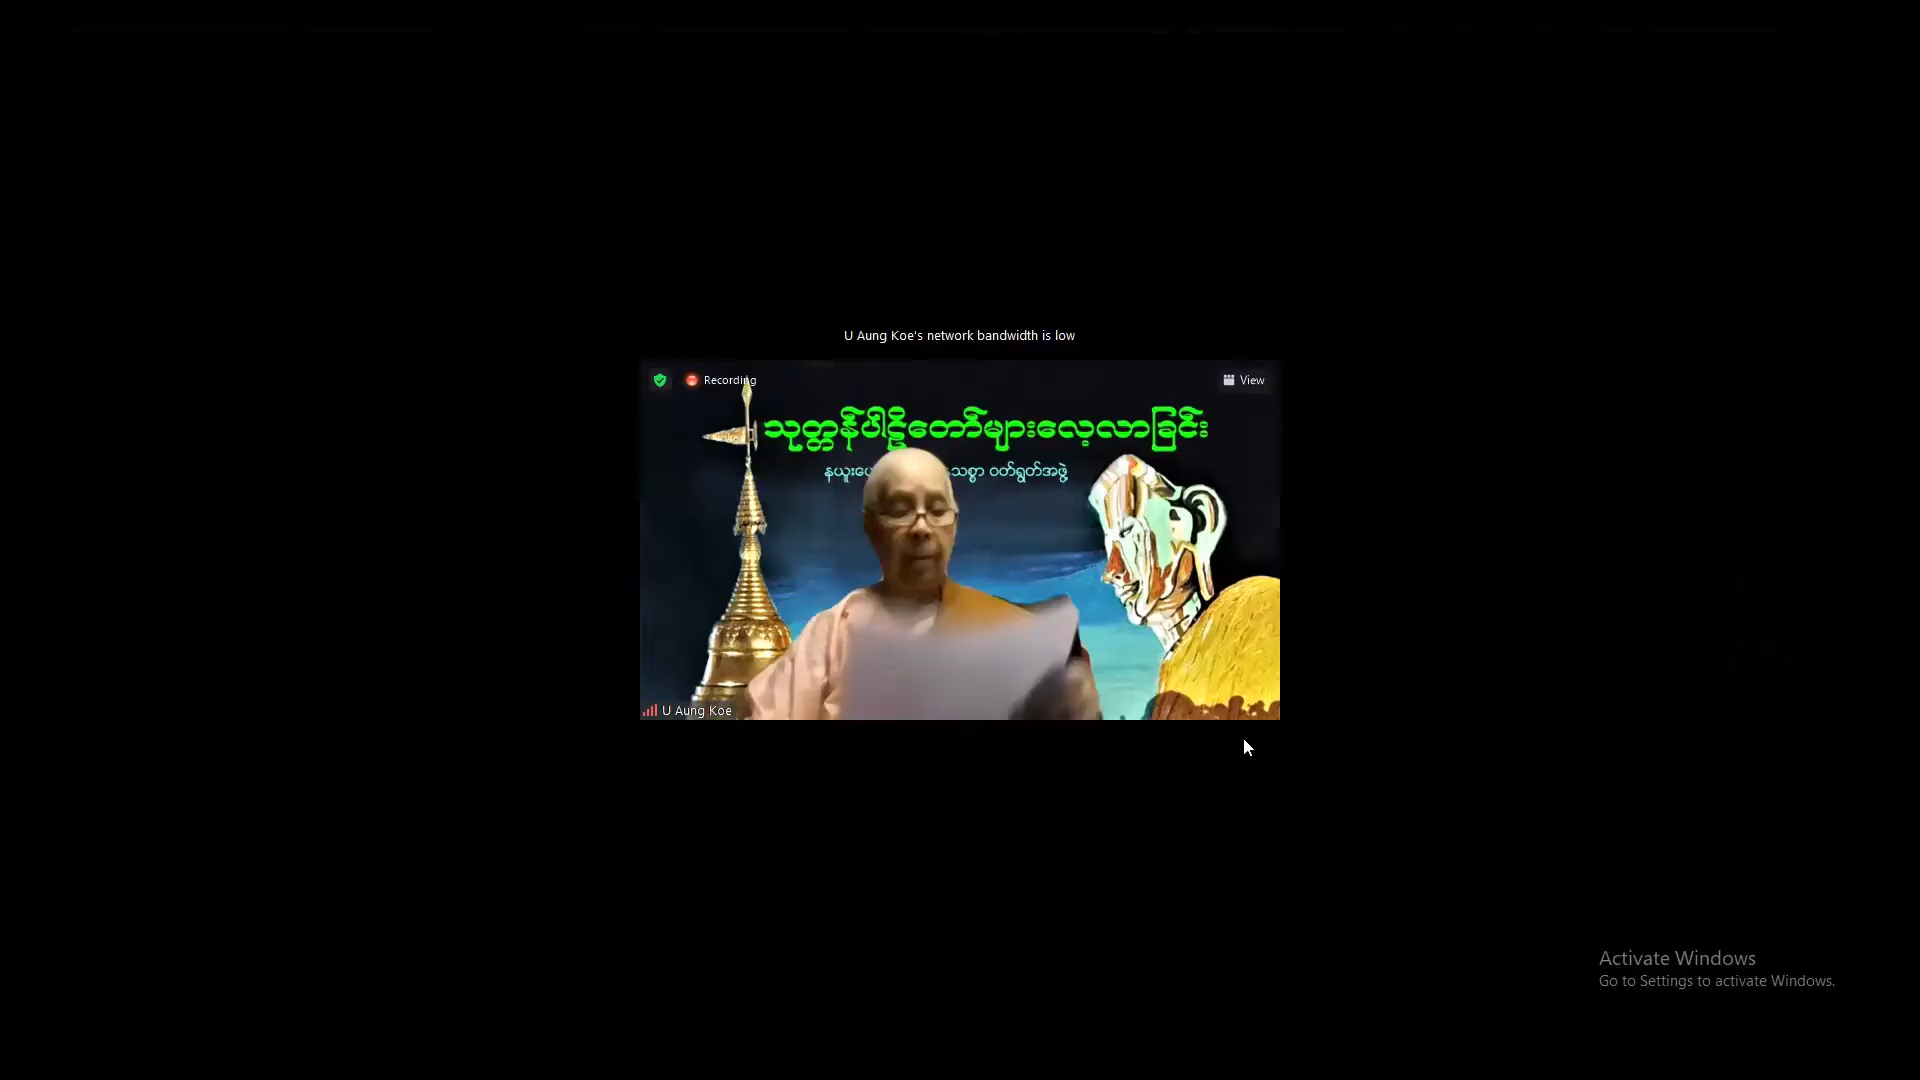 U Aung Koe's network bandwidth is low
Recording
View
သုတ္တန်ပါဠိတော်များလေ့လာခြင်း
နယူး သစ္စာ ဝတ်ရွတ်အဖွဲ့
U Aung Koe
Activate Windows
Go to Settings to activate Windows.